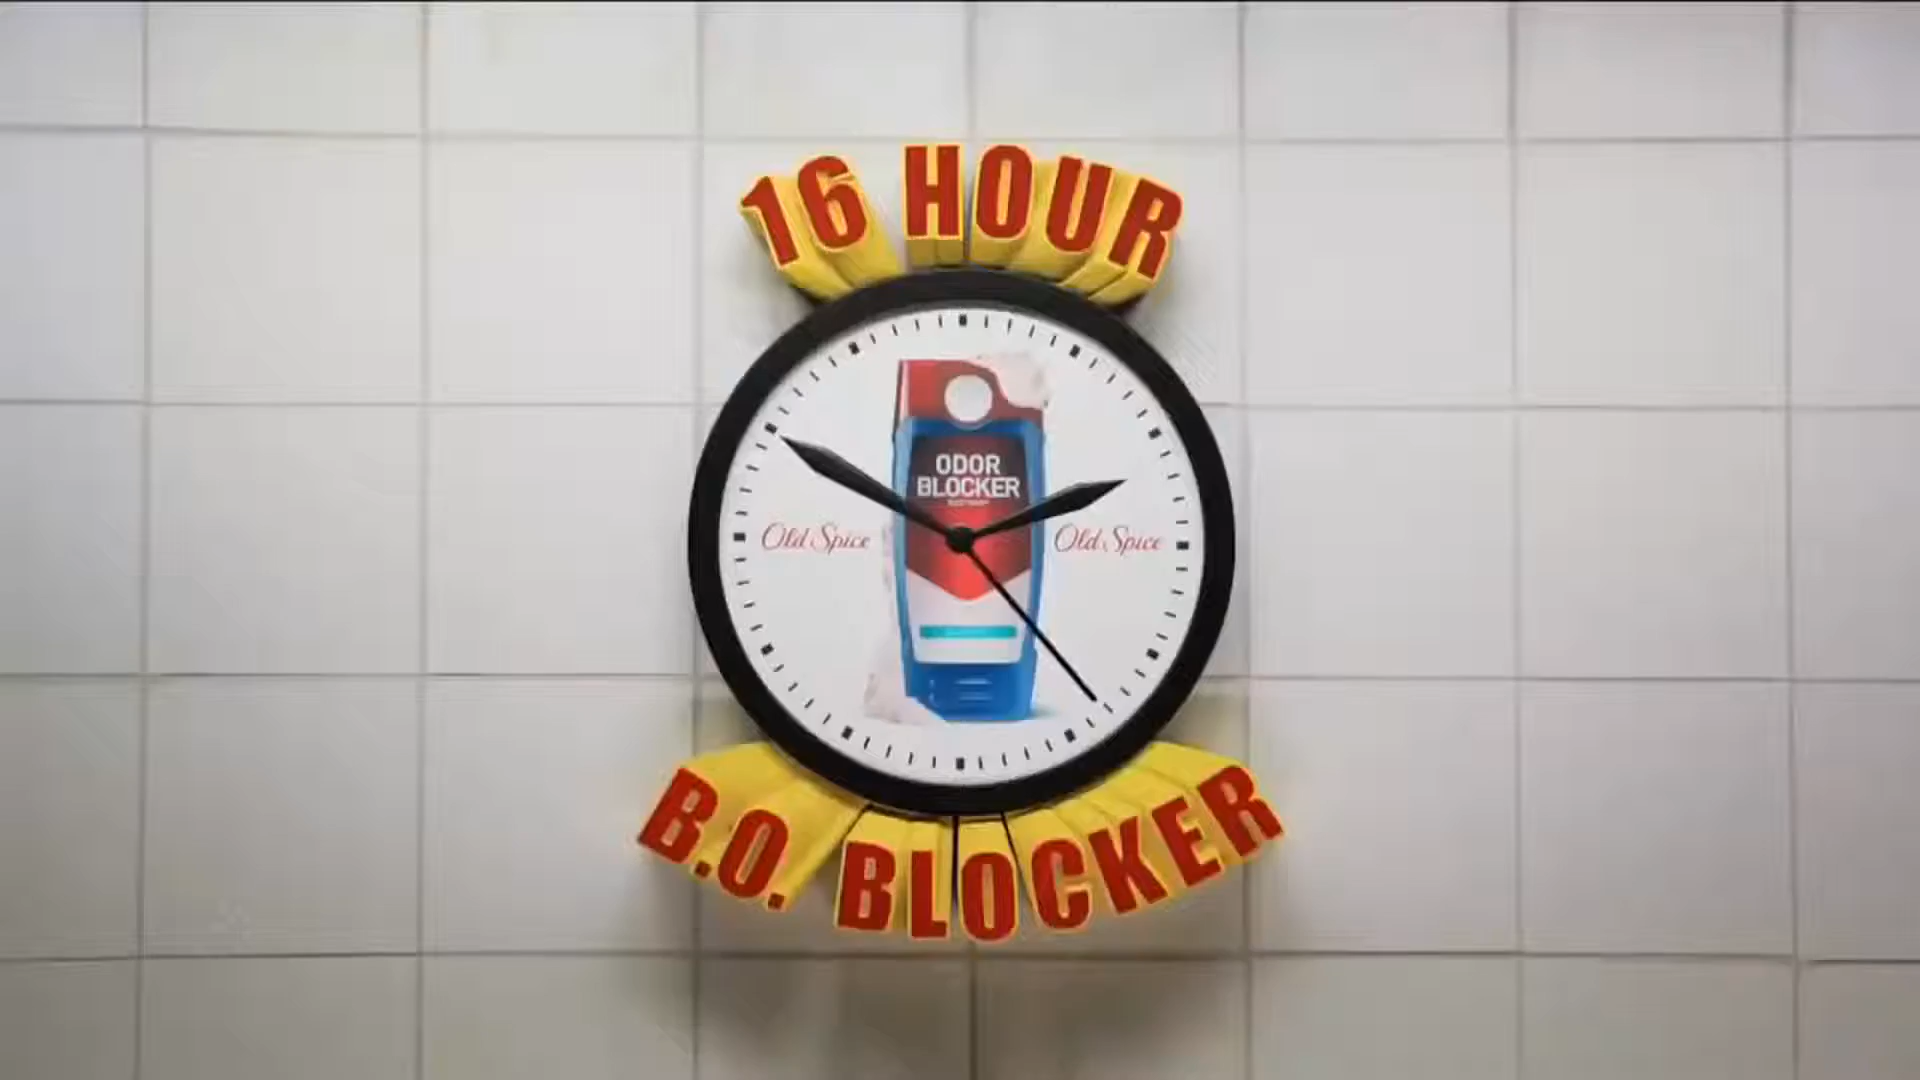 16 HOUR
ODOR
BLOCKER
Old Spice
Old Spice
B.O. BLOCKER